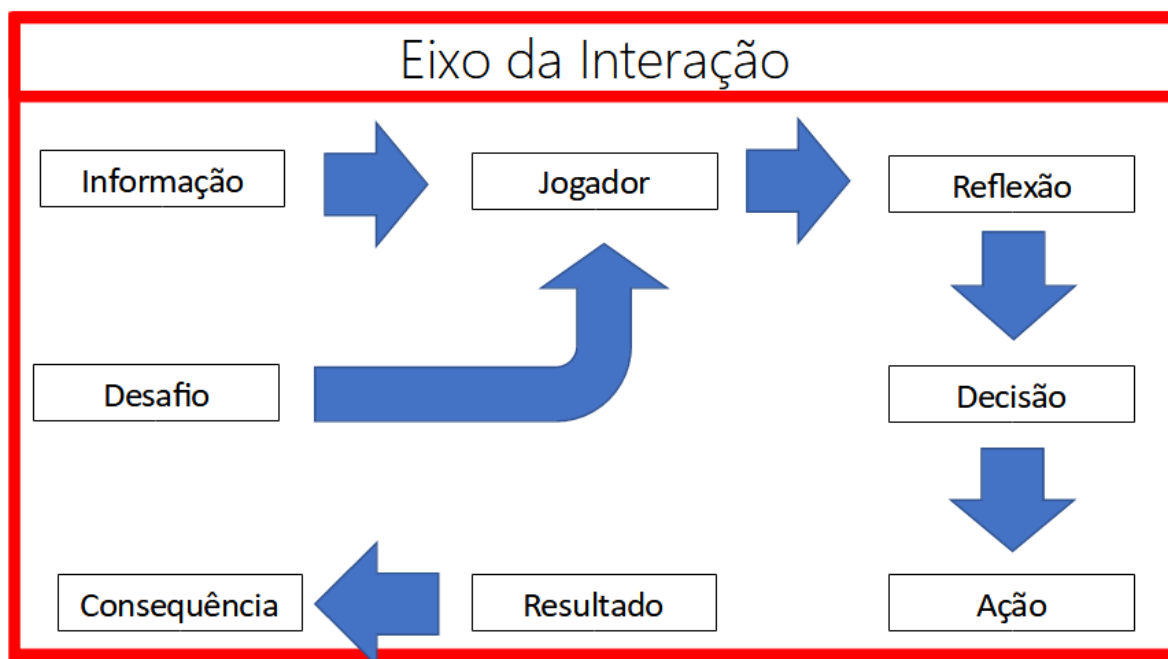 Eixo da Interação
Informação
Jogador
Reflexão
Desafio
Decisão
Consequência
Resultado
Ação